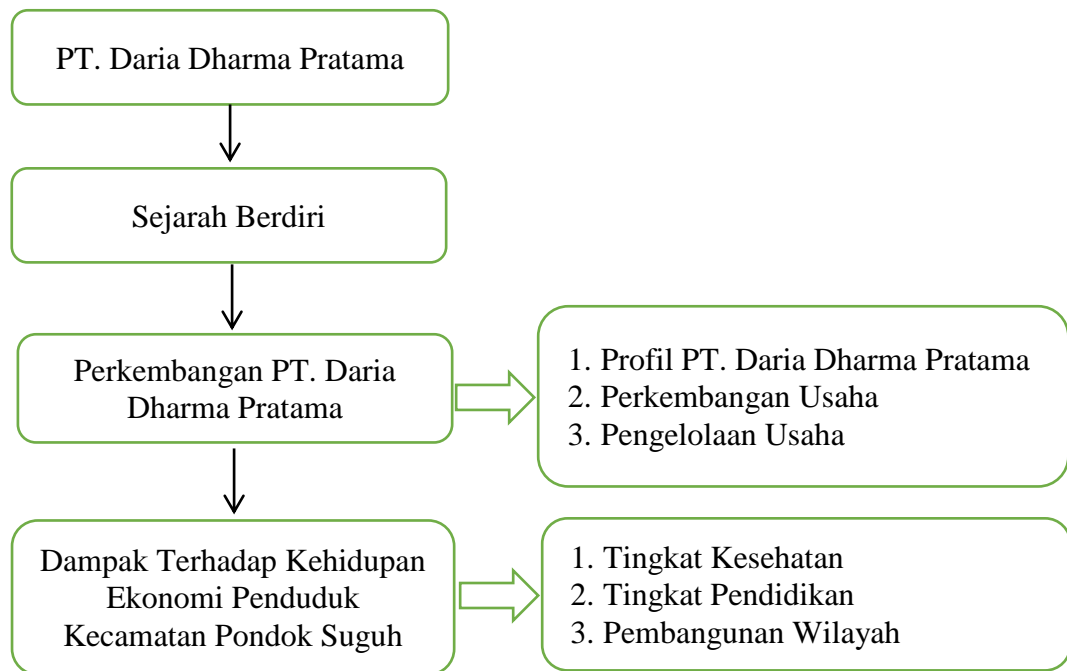 PT. Daria Dharma Pratama
Sejarah Berdiri
Perkembangan PT. Daria
Dharma Pratama
1. Profil PT. Daria Dharma Pratama
2. Perkembangan Usaha
3. Pengelolaan Usaha
Dampak Terhadap Kehidupan
Ekonomi Penduduk
Kecamatan Pondok Suguh
1. Tingkat Kesehatan
2. Tingkat Pendidikan
3. Pembangunan Wilayah